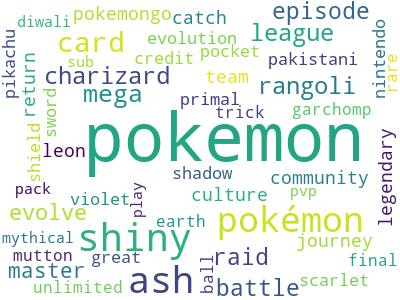 diwali
pokemongo
catch
episode
pikachu
card
evolution
league
nintendo
sub
credit
pocket
pakistani
rare
return
charizard
team
rangoli
sword
mega
primal
garchomp
trick
pokemon
shield
leon
shadow
community
legendary
pack
violet
play
culture
pvp
evolve
earth
pokémon
mythical
shiny
journey
mutton
great
raid
final
master
ash
ball
battle
scarlet
unlimited